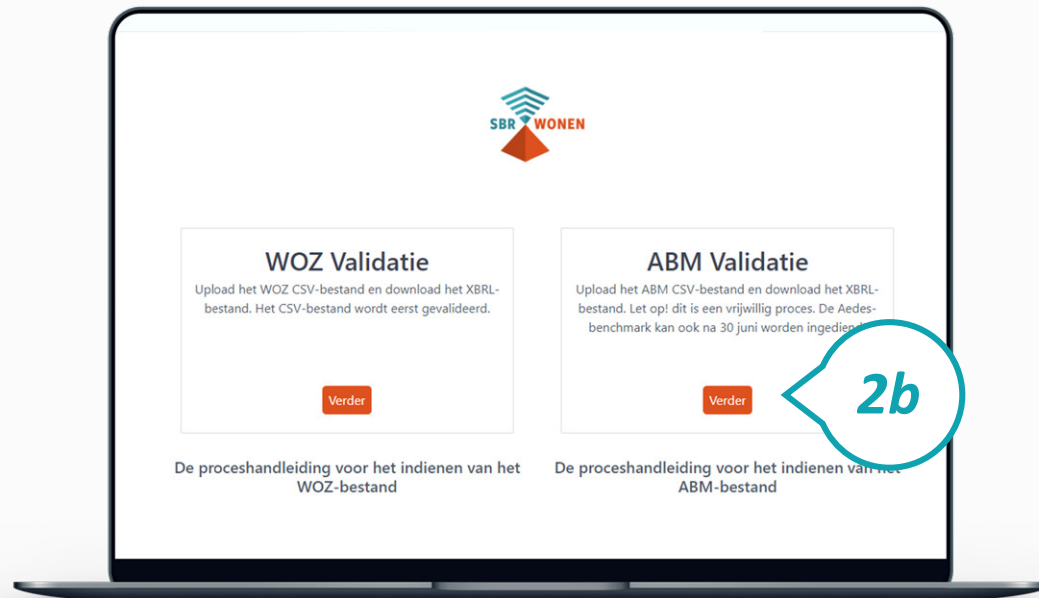 SBR WONEN
WOZ Validatie
Upload het WOZ CSV-bestand en download het XBRL-
bestand. Het CSV-bestand wordt eerst gevalideerd.
Verder
De proceshandleiding voor het indienen van het
WOZ-bestand
ABM Validatie
Upload het ABM CSV-bestand en download het XBRL-
bestand. Let op! dit is een vrijwillig proces. De Aedes-
benchmark kan ook na 30 juni worden ingediend
Verder
2b
De proceshandleiding voor het indienen van het
ABM-bestand